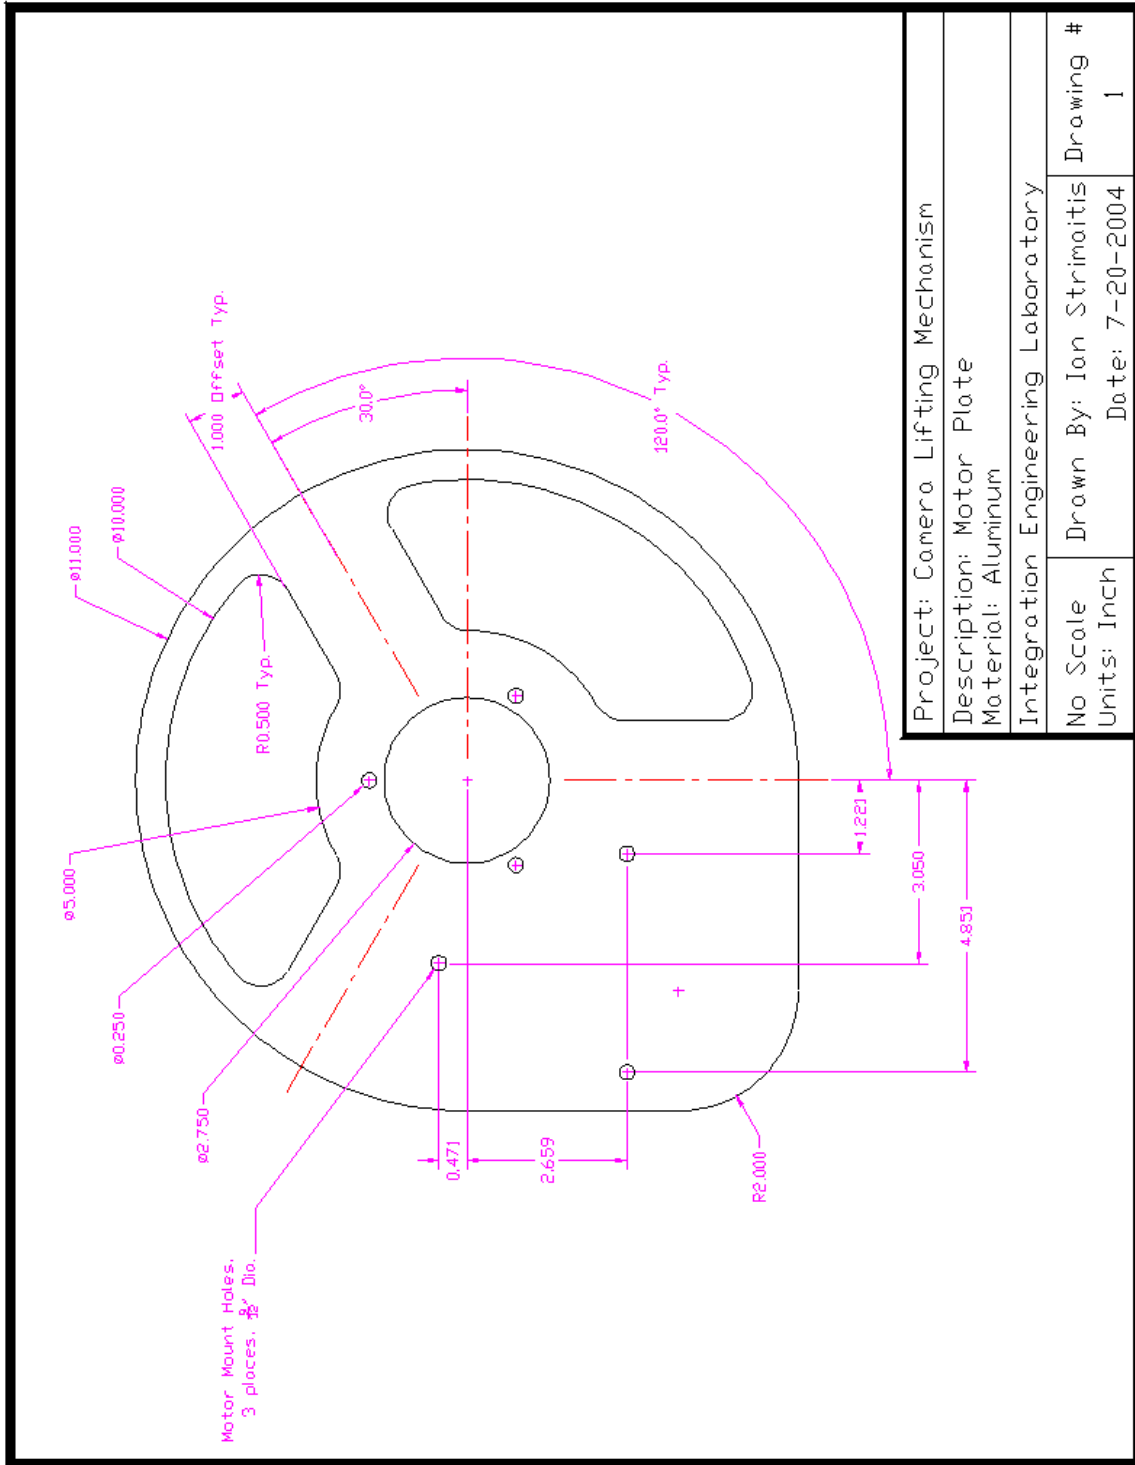 Project: Camera Lifting Mechanism
Description: Motor Plate
Material: Aluminum
Integration Engineering Laboratory
No Scale
Units: Inch
Drawn By: Ian Strimaitis
Date: 7-20-2004
Drawing #
1
ø11.000
ø10.000
1.000 Offset Typ.
30.0°
R0.500 Typ.
120.0° Typ.
ø5.000
ø0.250
ø2.750
1.221
3.050
4.851
0.471
2.659
R2.000
Motor Mount Holes.
3 places. Dia.